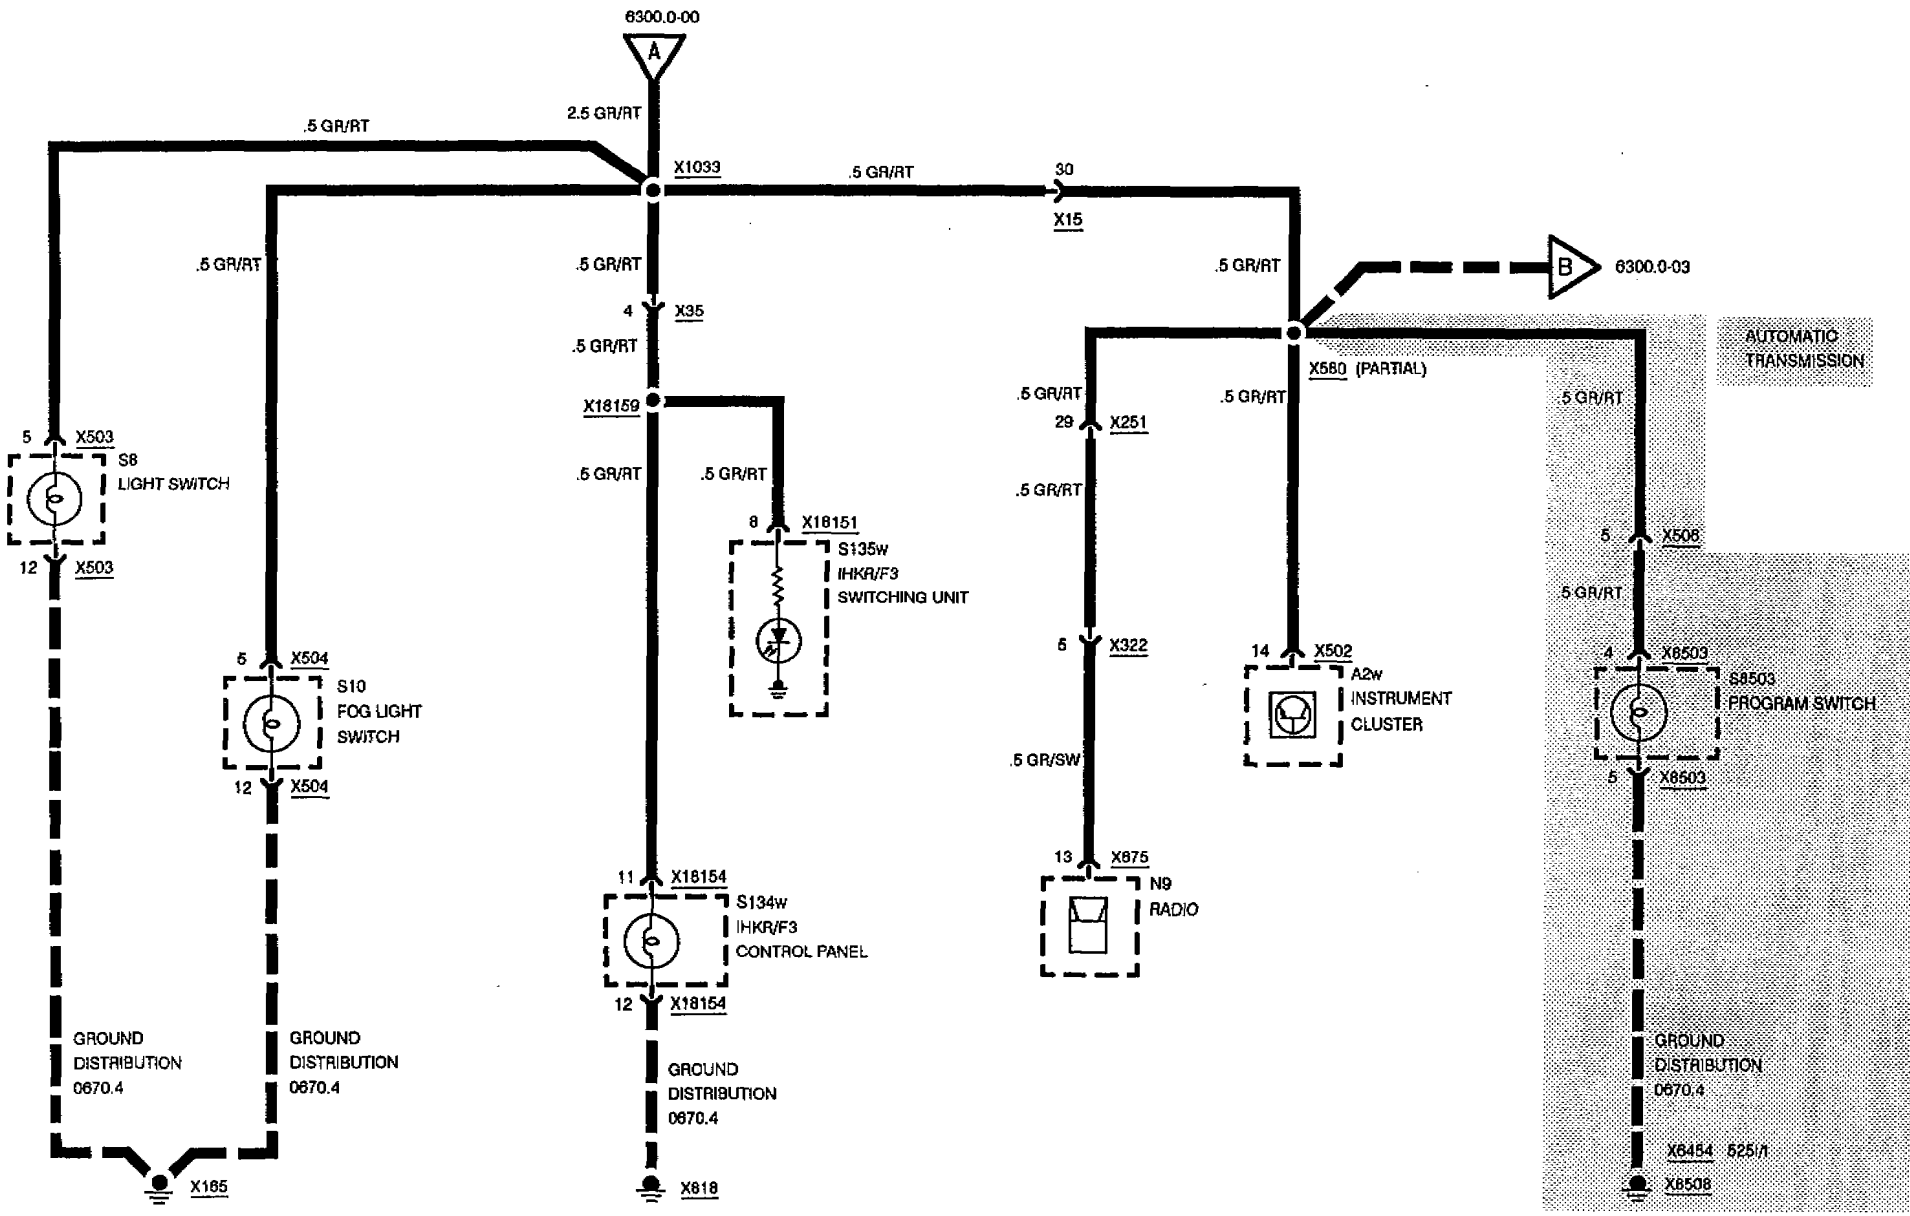 6300.0-00
A
2.5 GR/RT
.5 GR/RT
X1033
.5 GR/RT
30
X15
.5 GR/RT
.5 GR/RT
.5 GR/RT
B
6300.0-03
4
X35
.5 GR/RT
AUTOMATIC
TRANSMISSION
X580 (PARTIAL)
X18159
.5 GR/RT
.5 GR/RT
.5 GR/RT
29
X251
5
X503
S8
LIGHT SWITCH
.5 GR/RT
.5 GR/RT
.5 GR/RT
8
X18151
S135w
IHKR/F3
SWITCHING UNIT
5
X506
12
X503
.5 GR/RT
5
X322
14
X502
A2w
INSTRUMENT
CLUSTER
4
X8503
S8503
PROGRAM SWITCH
5
X504
S10
FOG LIGHT
SWITCH
.5 GR/SW
5
X8503
12
X504
13
X675
N9
RADIO
11
X18154
S134w
IHKR/F3
CONTROL PANEL
12
X18154
GROUND
DISTRIBUTION
0670.4
GROUND
DISTRIBUTION
0670.4
GROUND
DISTRIBUTION
0670.4
GROUND
DISTRIBUTION
0670.4
X165
X818
X6454 525i/t
X8508